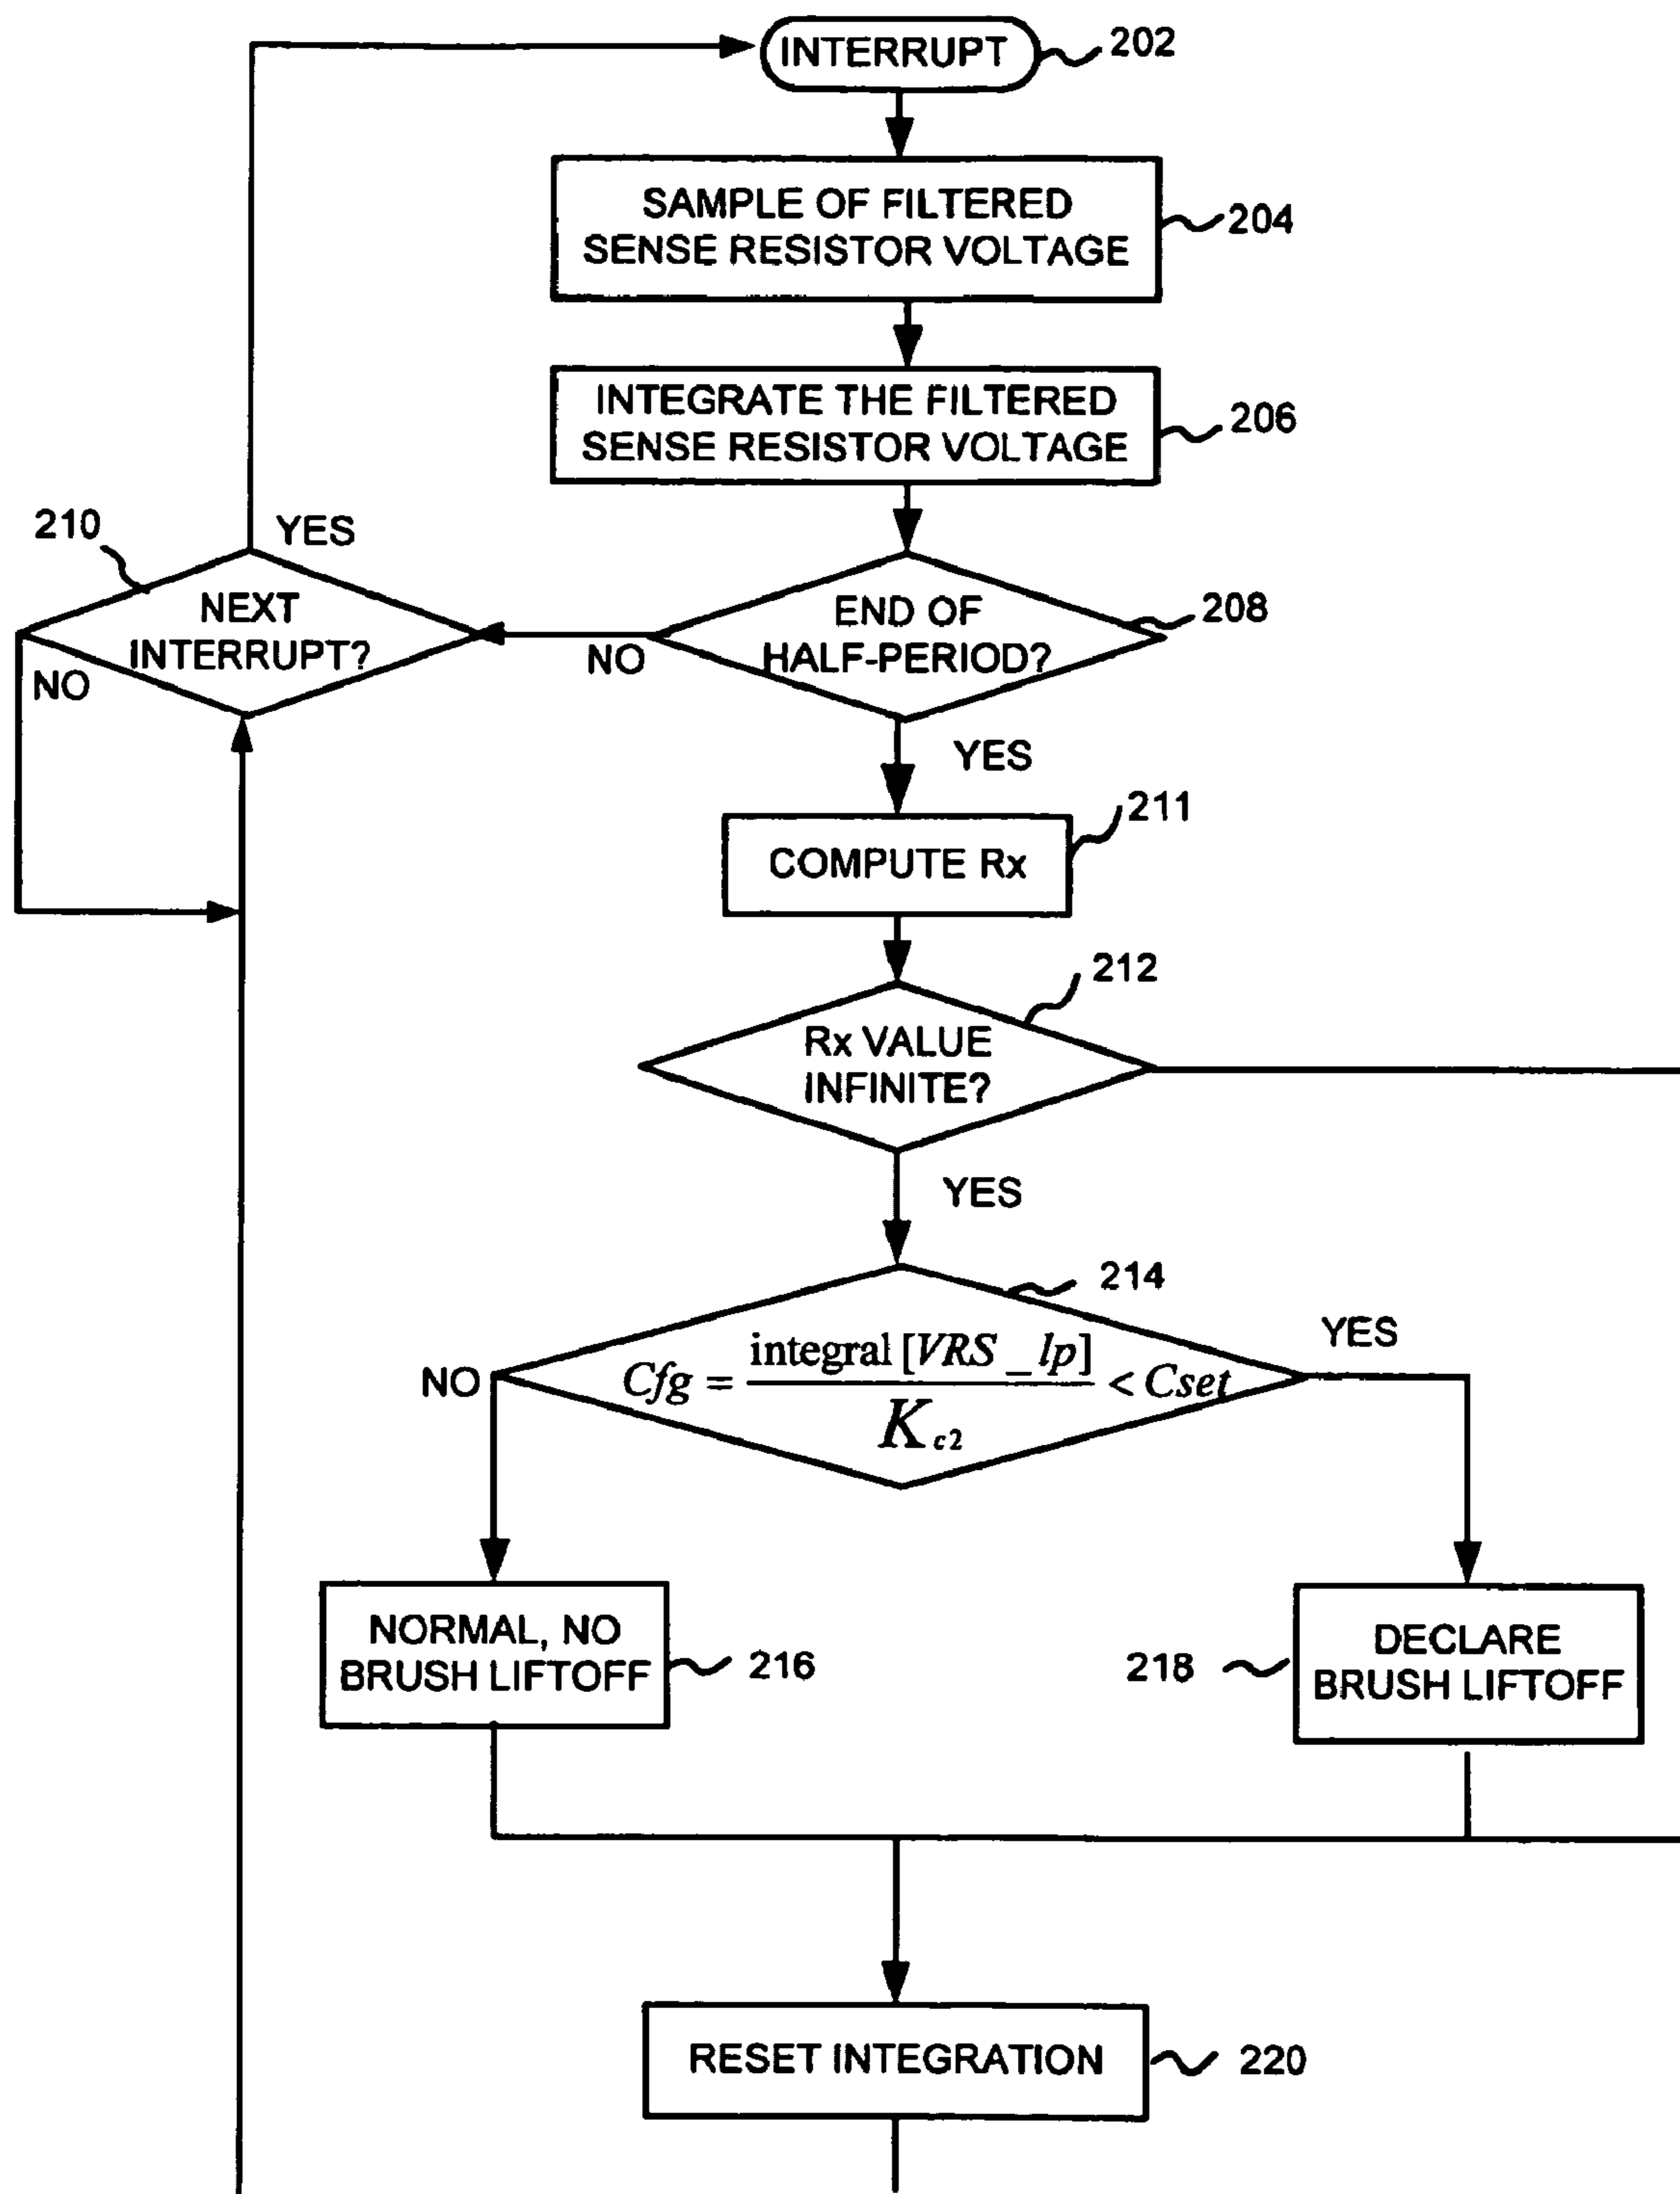 INTERRUPT
202
SAMPLE OF FILTERED
SENSE RESISTOR VOLTAGE
204
INTEGRATE THE FILTERED
SENSE RESISTOR VOLTAGE
206
210
YES
NEXT
INTERRUPT?
NO
END OF
HALF-PERIOD?
208
NO
YES
211
COMPUTE Rx
212
Rx VALUE
INFINITE?
YES
214
Cfg = integral [VRS _ lp] / K c2 < Cset
NO
YES
NORMAL, NO
BRUSH LIFTOFF
216
218
DECLARE
BRUSH LIFTOFF
RESET INTEGRATION
220